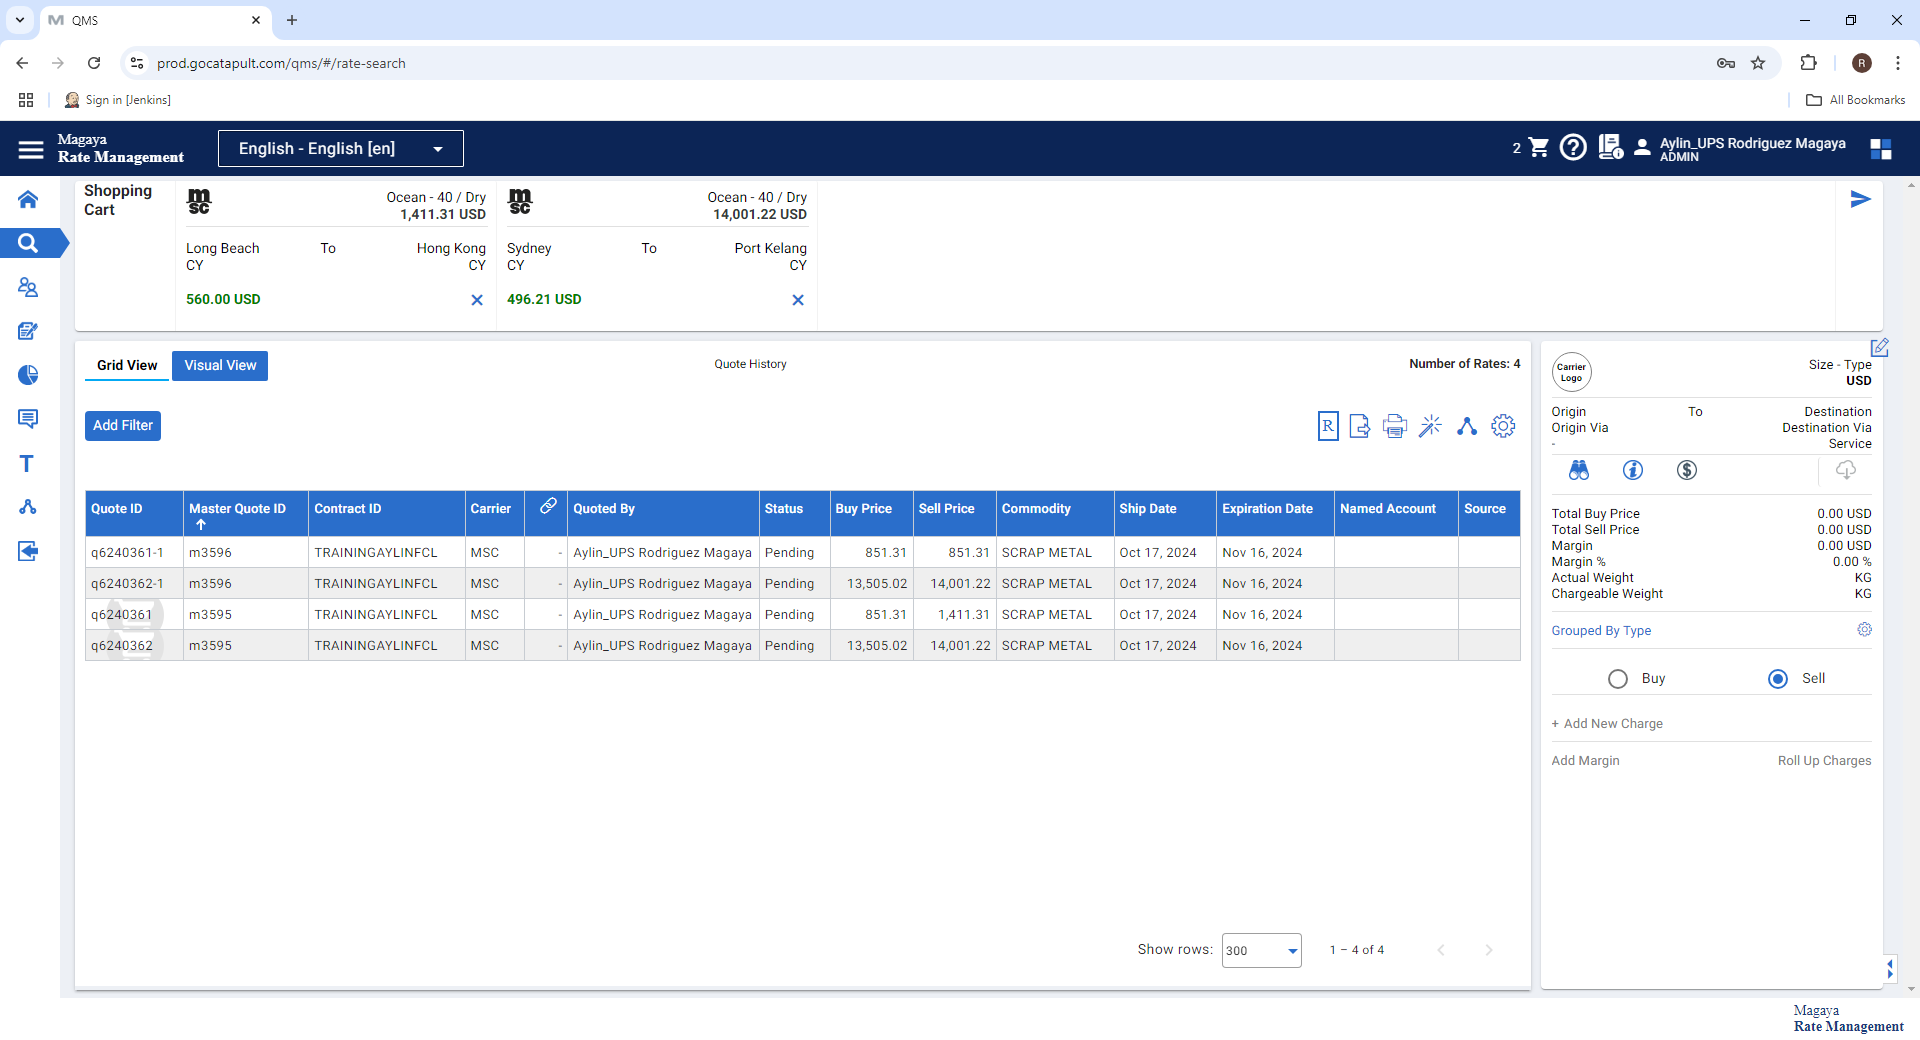 QMS
prod.gocatapult.com/qms/#/rate-search
R
Sign in [Jenkins]
All Bookmarks
Magaya
Rate Management
English - English [en]
2
Aylin_UPS Rodriguez Magaya
ADMIN
Shopping
Cart
m
sc
Ocean - 40 / Dry
1,411.31 USD
Long Beach To Hong Kong
CY CY
560.00 USD
m
sc
Ocean - 40 / Dry
14,001.22 USD
Sydney To Port Kelang
CY CY
496.21 USD
Grid View Visual View Quote History Number of Rates: 4
Add Filter
R
Quote ID Master Quote ID Contract ID Carrier Quoted By Status Buy Price Sell Price Commodity Ship Date Expiration Date Named Account Source
q6240361-1 m3596 TRAININGAYLINFCL MSC - Aylin_UPS Rodriguez Magaya Pending 851.31 851.31 SCRAP METAL Oct 17, 2024 Nov 16, 2024
q6240362-1 m3596 TRAININGAYLINFCL MSC - Aylin_UPS Rodriguez Magaya Pending 13,505.02 14,001.22 SCRAP METAL Oct 17, 2024 Nov 16, 2024
q6240361 m3595 TRAININGAYLINFCL MSC - Aylin_UPS Rodriguez Magaya Pending 851.31 1,411.31 SCRAP METAL Oct 17, 2024 Nov 16, 2024
q6240362 m3595 TRAININGAYLINFCL MSC - Aylin_UPS Rodriguez Magaya Pending 13,505.02 14,001.22 SCRAP METAL Oct 17, 2024 Nov 16, 2024
Show rows: 300 1 – 4 of 4
Carrier
Logo
Size - Type
USD
Origin To Destination
Origin Via Destination Via
- Service
Total Buy Price 0.00 USD
Total Sell Price 0.00 USD
Margin 0.00 USD
Margin % 0.00 %
Actual Weight KG
Chargeable Weight KG
Grouped By Type
Buy Sell
+ Add New Charge
Add Margin Roll Up Charges
Magaya
Rate Management